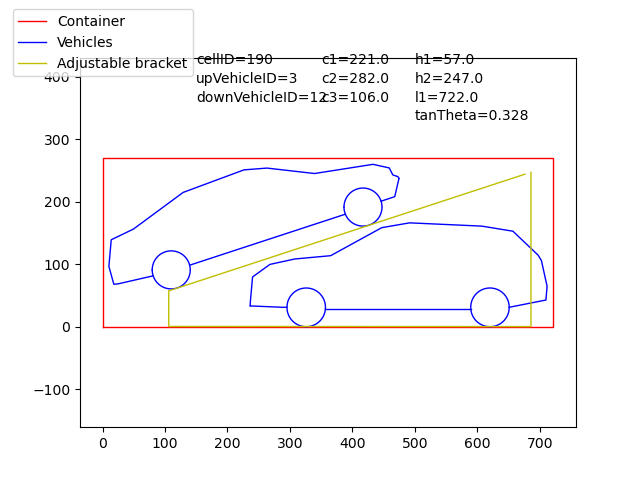 Container
Vehicles
Adjustable bracket
cellID=190 c1=221.0 h1=57.0
upVehicleID=3 c2=282.0 h2=247.0
downVehicleID=12 c3=106.0 l1=722.0
tanTheta=0.328
400
300
200
100
0
−100
0 100 200 300 400 500 600 700